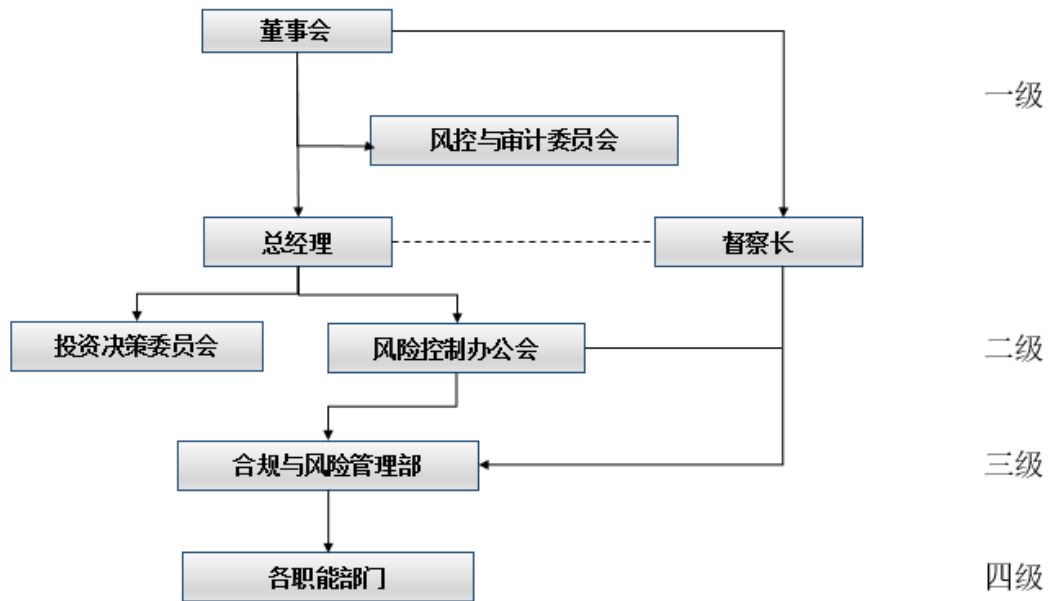 董事会
一级
风控与审计委员会
总经理
督察长
投资决策委员会
风险控制办公会
二级
合规与风险管理部
三级
各职能部门
四级